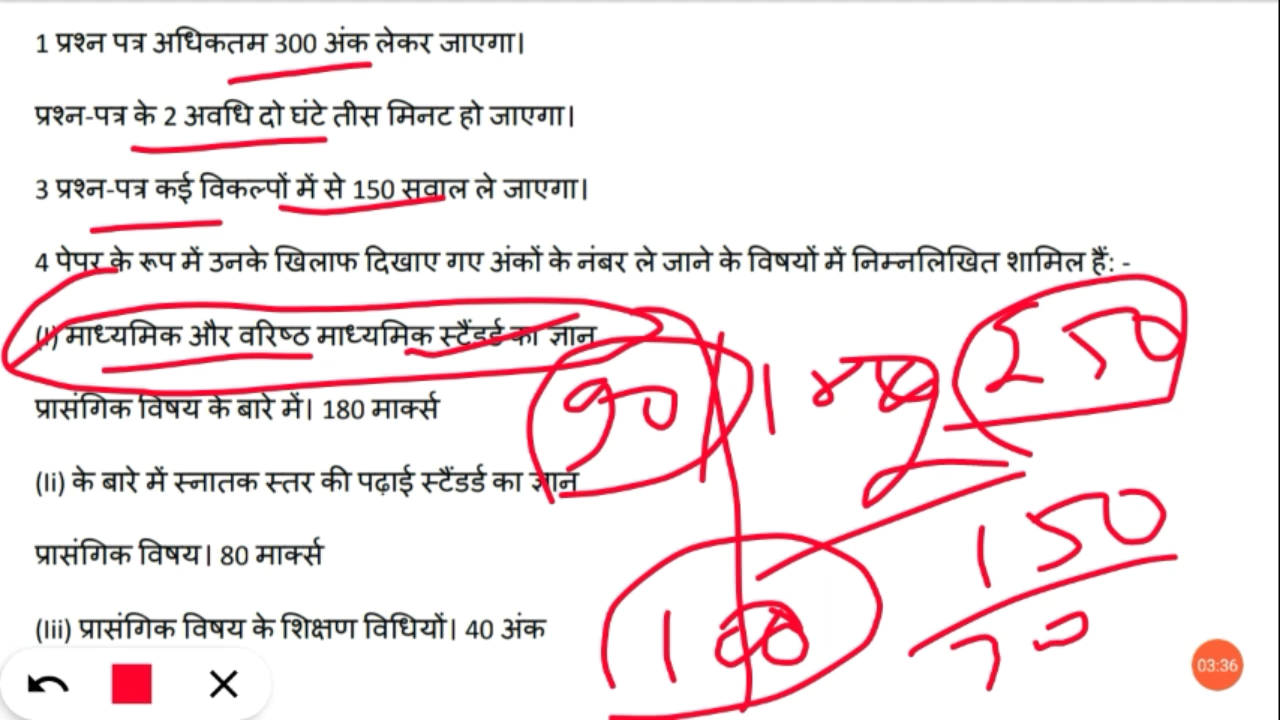 1 प्रश्न पत्र अधिकतम 300 अंक लेकर जाएगा।
प्रश्न-पत्र के 2 अवधि दो घंटे तीस मिनट हो जाएगा।
3 प्रश्न-पत्र कई विकल्पों में से 150 सवाल ले जाएगा।
4 पेपर के रूप में उनके खिलाफ दिखाए गए अंकों के नंबर ले जाने के विषयों में निम्नलिखित शामिल हैं: -
(I) माध्यमिक और वरिष्ठ माध्यमिक स्टैंडर्ड का ज्ञान
250
90
प्रासंगिक विषय के बारे में। 180 मार्क्स
(Ii) के बारे में स्नातक स्तर की पढ़ाई स्टैंडर्ड का ज्ञान
150
प्रासंगिक विषय। 80 मार्क्स
(Iii) प्रासंगिक विषय के शिक्षण विधियों। 40 अंक
100
03:36